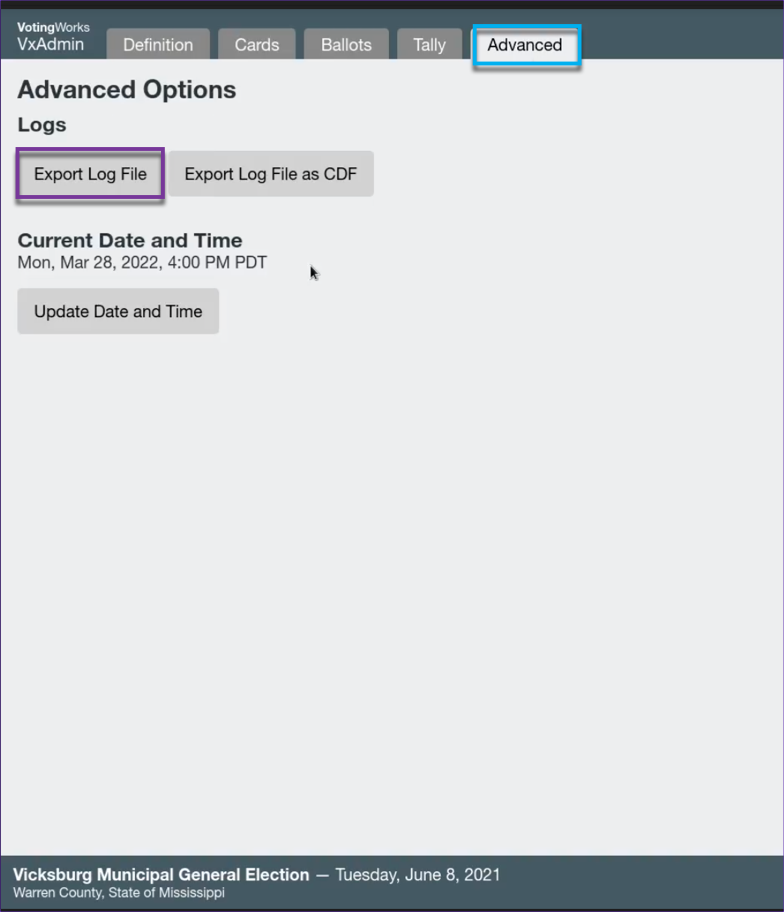 VotingWorks
VxAdmin
Definition
Cards
Ballots
Tally
Advanced
Advanced Options
Logs
Export Log File
Export Log File as CDF
Current Date and Time
Mon, Mar 28, 2022, 4:00 PM PDT
Update Date and Time
Vicksburg Municipal General Election — Tuesday, June 8, 2021
Warren County, State of Mississippi